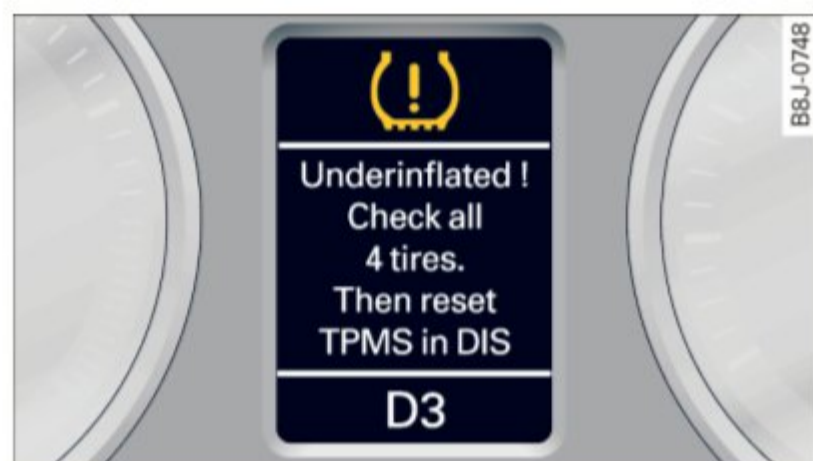 Underinflated !
Check all
4 tires.
Then reset
TPMS in DIS
D3
B8J-0748